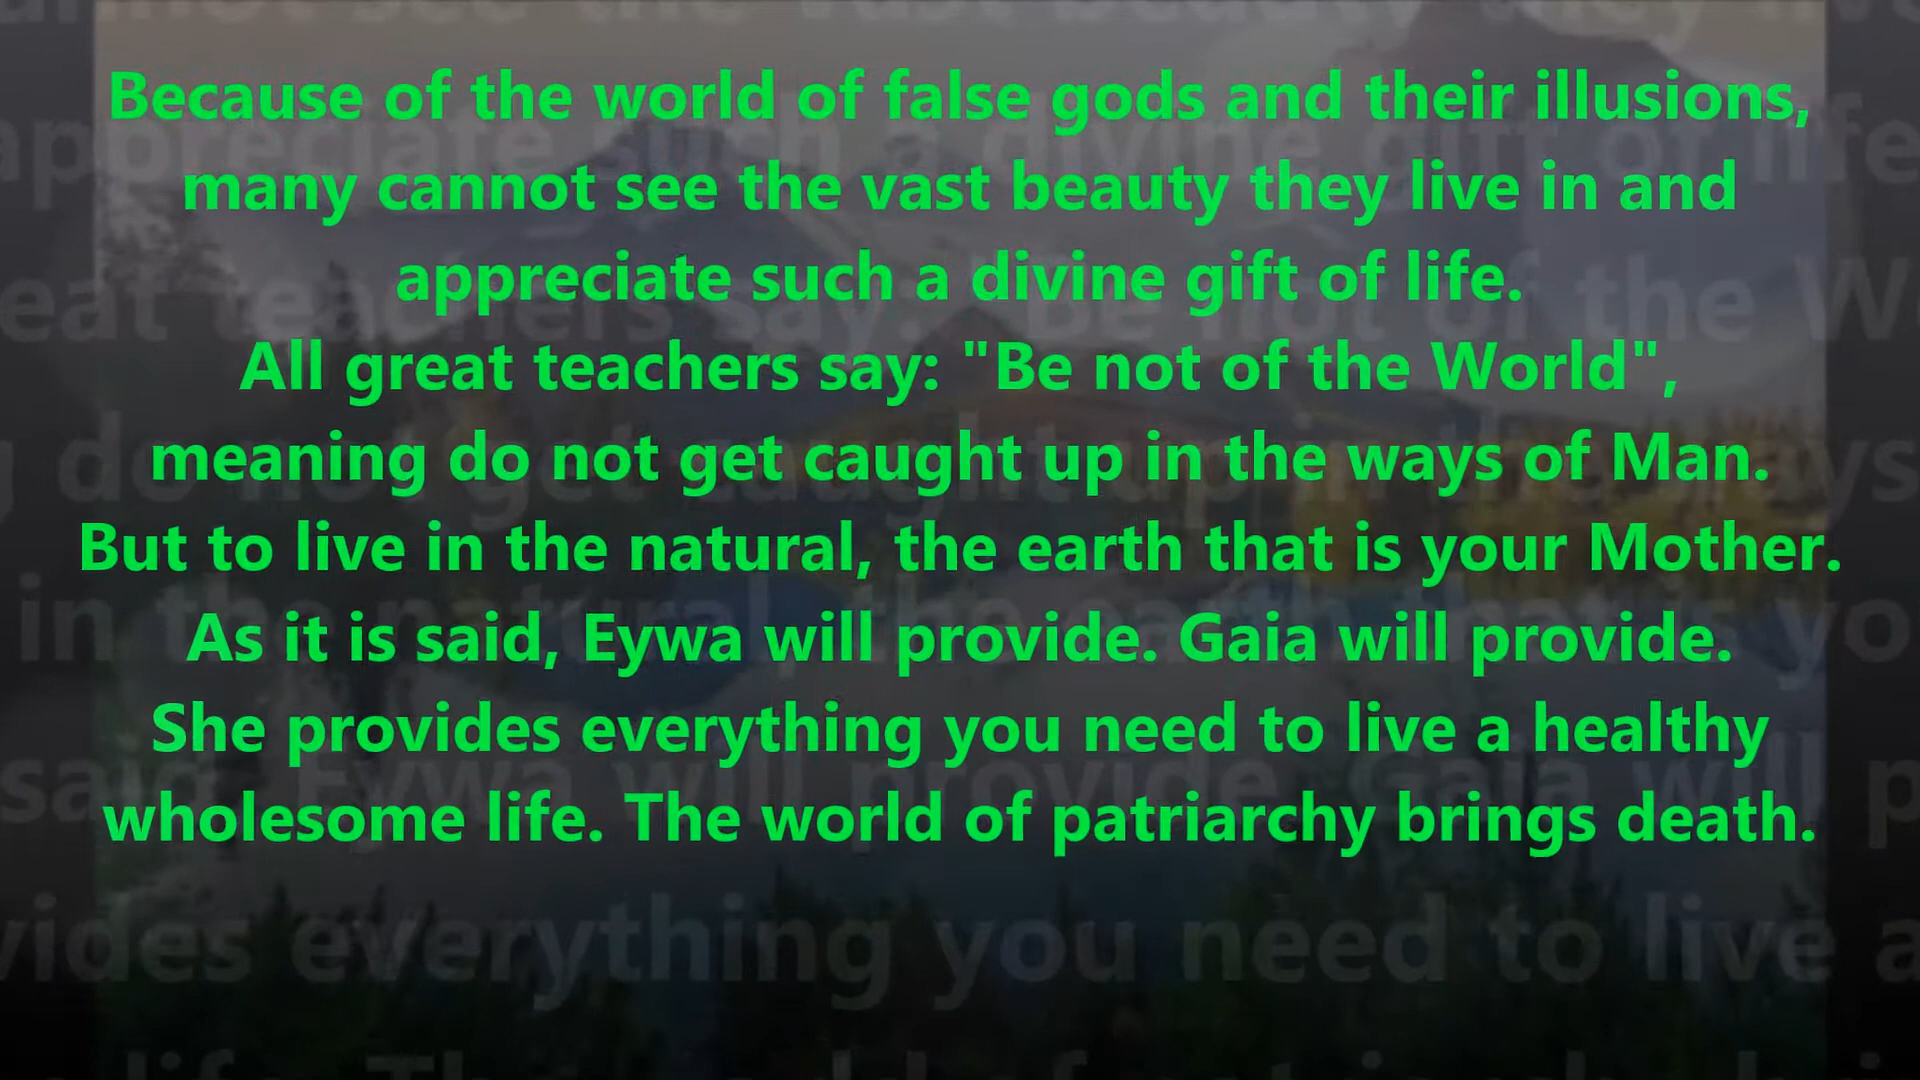 Because of the world of false gods and their illusions,
many cannot see the vast beauty they live in and
appreciate such a divine gift of life.
All great teachers say: "Be not of the World",
meaning do not get caught up in the ways of Man.
But to live in the natural, the earth that is your Mother.
As it is said, Eywa will provide. Gaia will provide.
She provides everything you need to live a healthy
wholesome life. The world of patriarchy brings death.